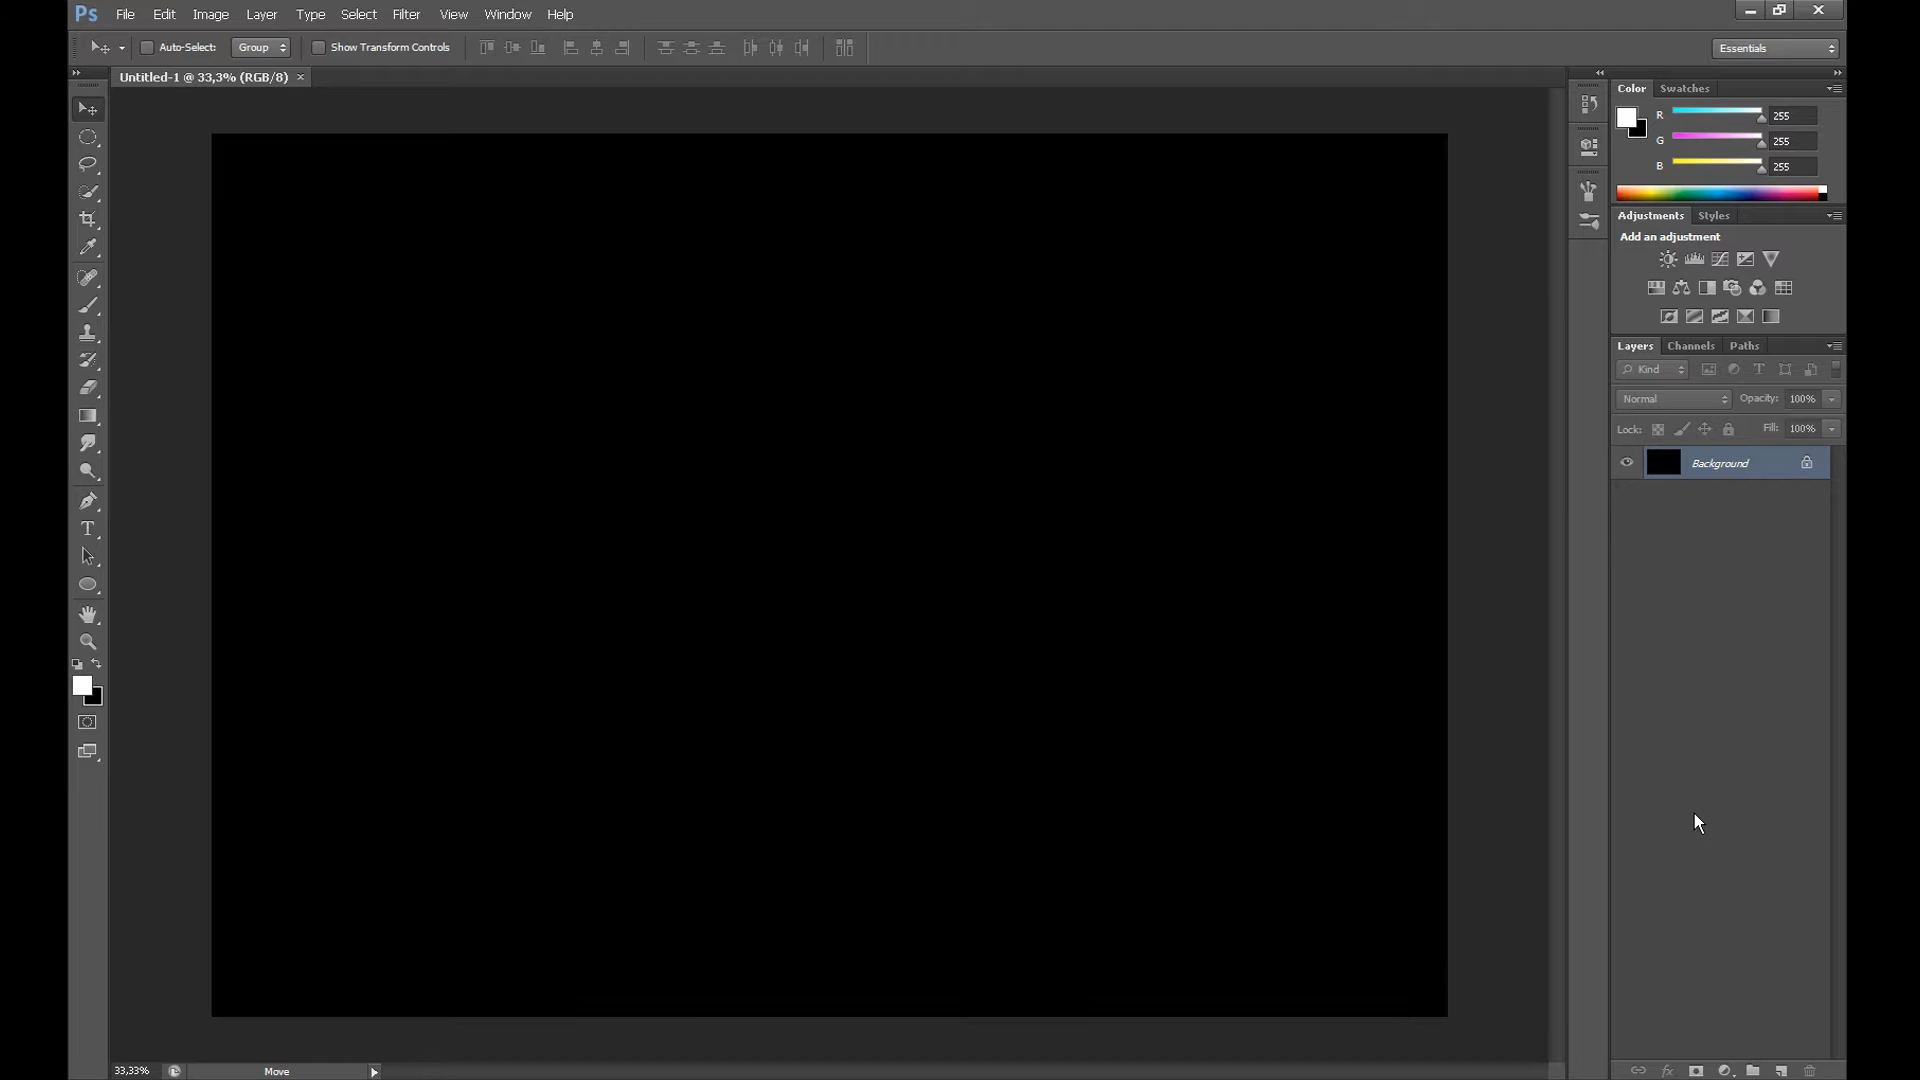 Ps File Edit Image Layer Type Select Filter View Window Help
Auto-Select: Group Show Transform Controls Essentials
Untitled-1 @ 33,3% (RGB/8) ×
Color Swatches
R 255
G 255
B 255
Adjustments Styles
Add an adjustment
Layers Channels Paths
Kind
Normal Opacity: 100%
Lock: Fill: 100%
Background
T
33,33% Move